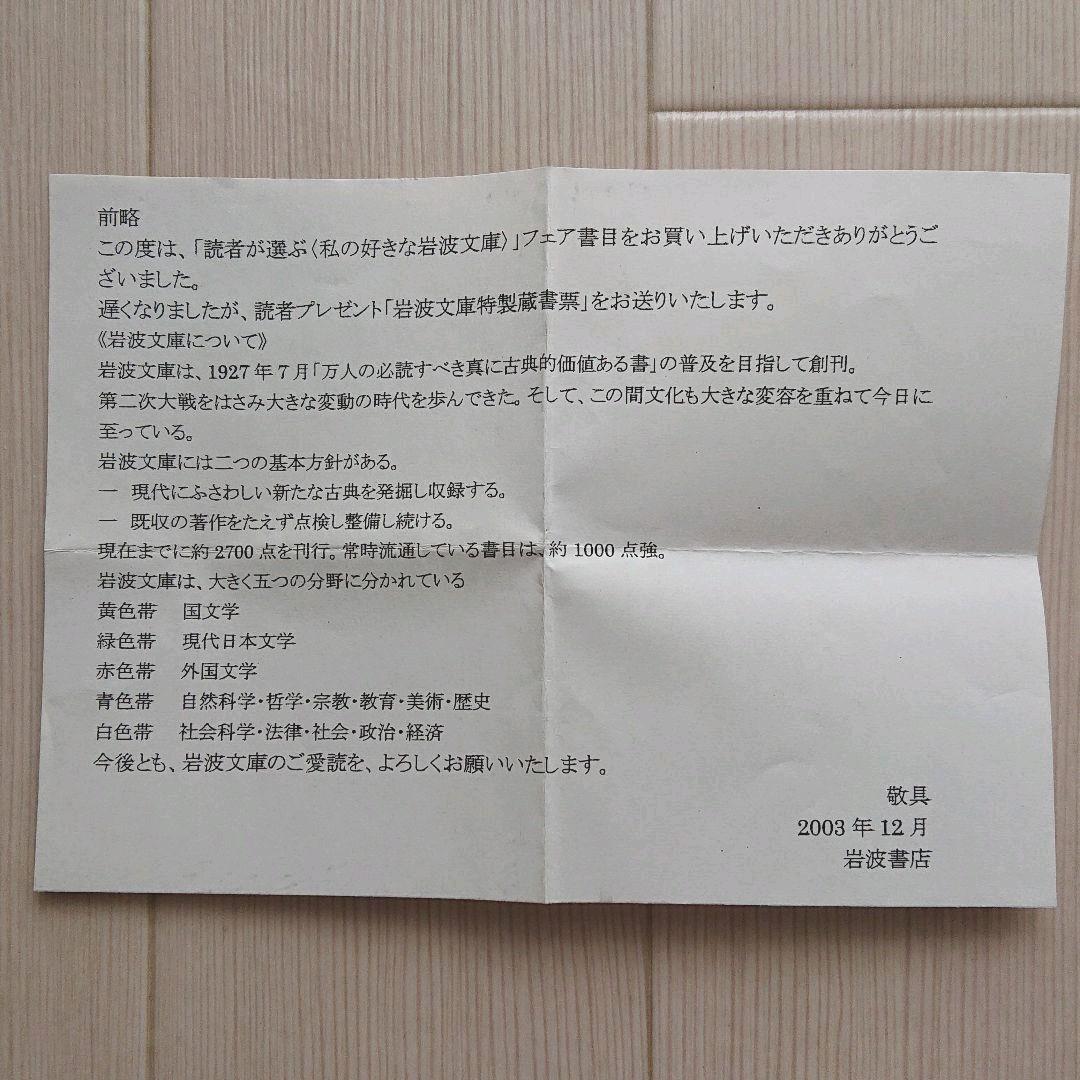 前略
この度は、「読者が選ぶ〈私の好きな岩波文庫〉」フェア書目をお買い上げいただきありがとうご
ざいました。
遅くなりましたが、読者プレゼント「岩波文庫特製蔵書票」をお送りいたします。
《岩波文庫について》
岩波文庫は、1927年7月「万人の必読すべき真に古典的価値ある書」の普及を目指して創刊。
第二次大戦をはさみ大きな変動の時代を歩んできた。そして、この間文化も大きな変容を重ねて今日に
至っている。
岩波文庫には二つの基本方針がある。
― 現代にふさわしい新たな古典を発掘し収録する。
― 既収の著作をたえず点検し整備し続ける。
現在までに約2700点を刊行。常時流通している書目は、約1000点強。
岩波文庫は、大きく五つの分野に分かれている
黄色帯 国文学
緑色帯 現代日本文学
赤色帯 外国文学
青色帯 自然科学・哲学・宗教・教育・美術・歴史
白色帯 社会科学・法律・社会・政治・経済
今後とも、岩波文庫のご愛読を、よろしくお願いいたします。
敬具
2003年12月
岩波書店